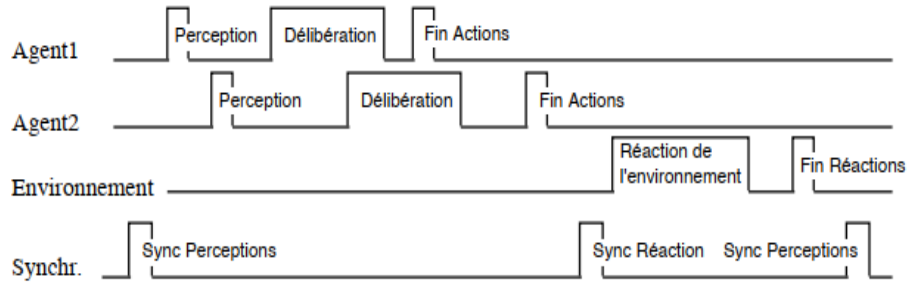 Agent1 Perception Délibération Fin Actions
Agent2 Perception Délibération Fin Actions
Environnement Réaction de
l'environnement Fin Réactions
Synchr. Sync Perceptions Sync Réaction Sync Perceptions